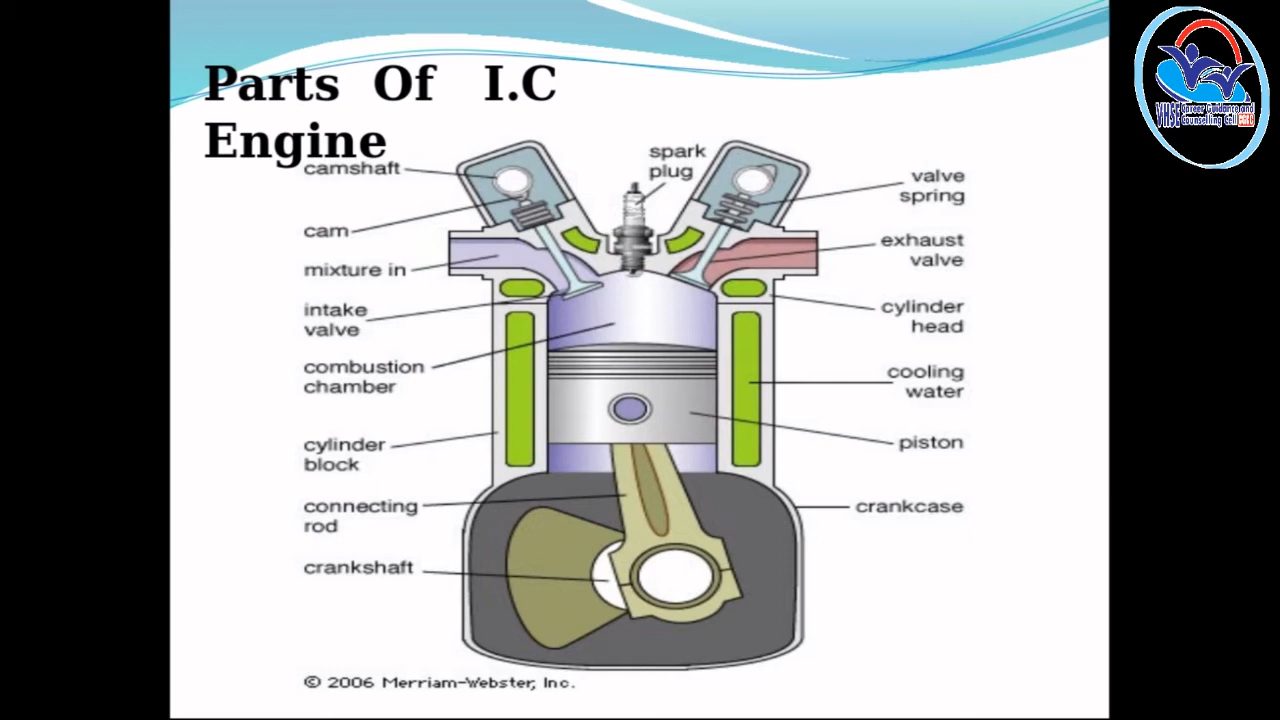 Parts Of I.C
Engine
camshaft
cam
mixture in
intake
valve
combustion
chamber
cylinder
block
connecting
rod
crankshaft
spark
plug
valve
spring
exhaust
valve
cylinder
head
cooling
water
piston
crankcase
© 2006 Merriam-Webster, Inc.
VHSE Career Guidance and
counselling cell CGCC